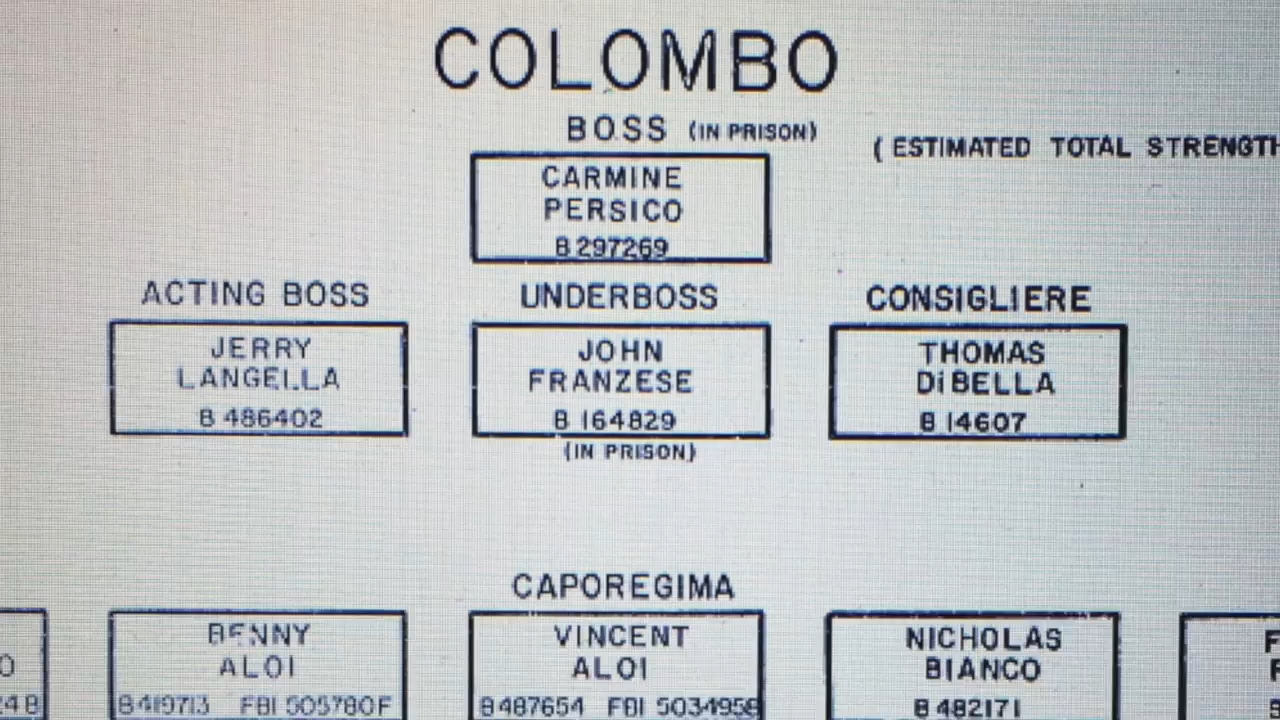 COLOMBO
BOSS (IN PRISON)
( ESTIMATED TOTAL STRENGTH
CARMINE
PERSICO
B 297269
ACTING BOSS
JERRY
LANGELLA
B 486402
UNDERBOSS
JOHN
FRANZESE
B 164829
(IN PRISON)
CONSIGLIERE
THOMAS
DiBELLA
B 14607
CAPOREGIMA
BENNY
ALOI
B419713 FBI 505780F
VINCENT
ALOI
B487654 FBI 503495B
NICHOLAS
BIANCO
B 482171